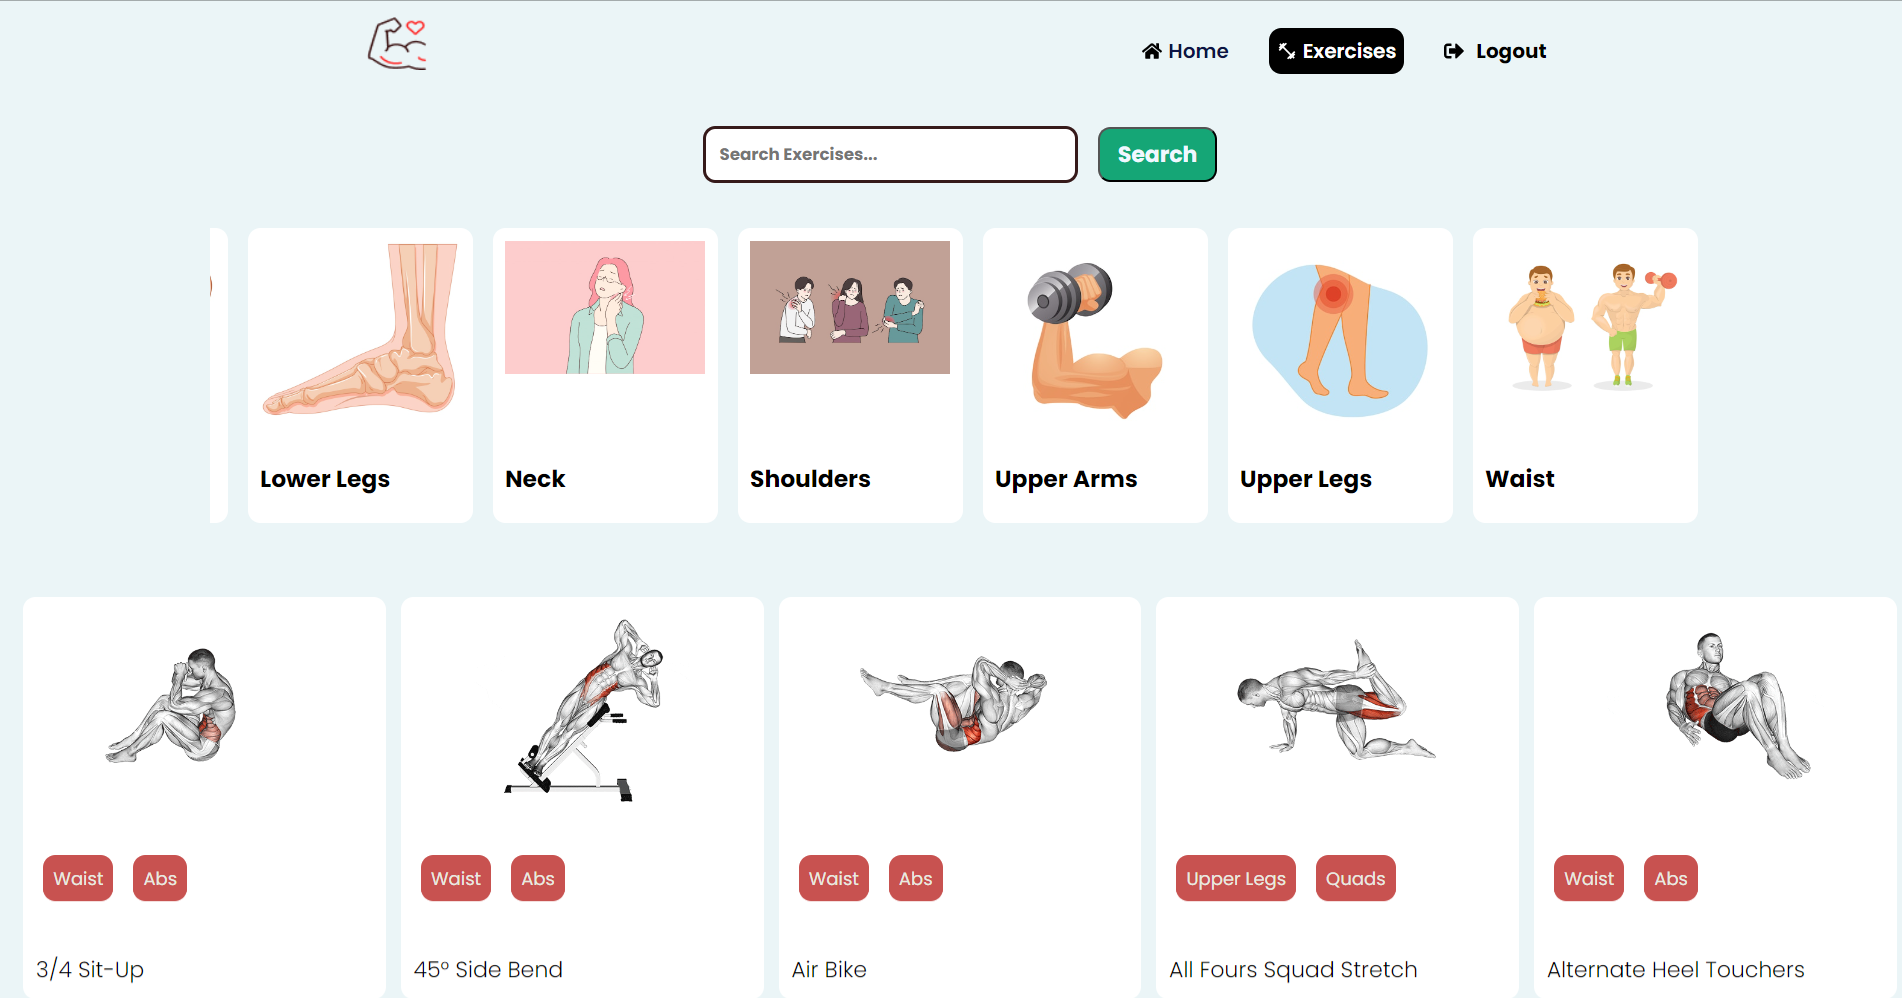 Home
Exercises
Logout
Search Exercises...
Search
Lower Legs
Neck
Shoulders
Upper Arms
Upper Legs
Waist
Waist Abs
Waist Abs
Waist Abs
Upper Legs Quads
Waist Abs
3/4 Sit-Up
45° Side Bend
Air Bike
All Fours Squad Stretch
Alternate Heel Touchers